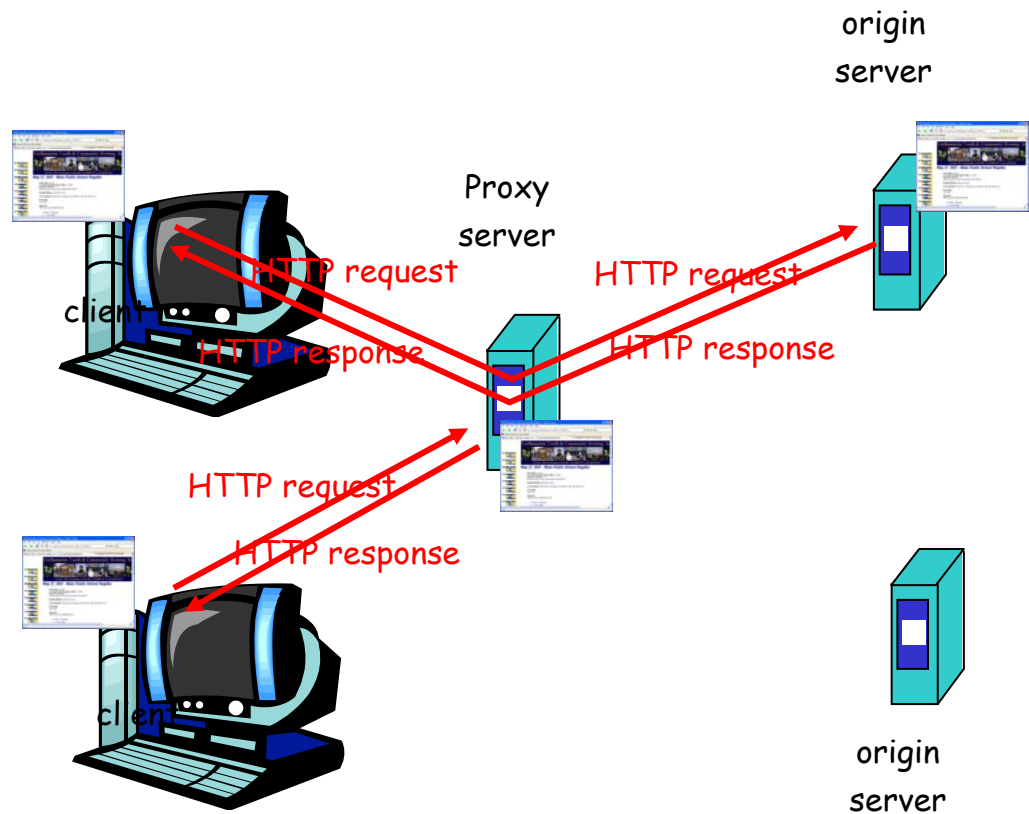 origin
server
Proxy
server
HTTP request
HTTP request
client
HTTP response
HTTP response
HTTP request
HTTP response
client
origin
server